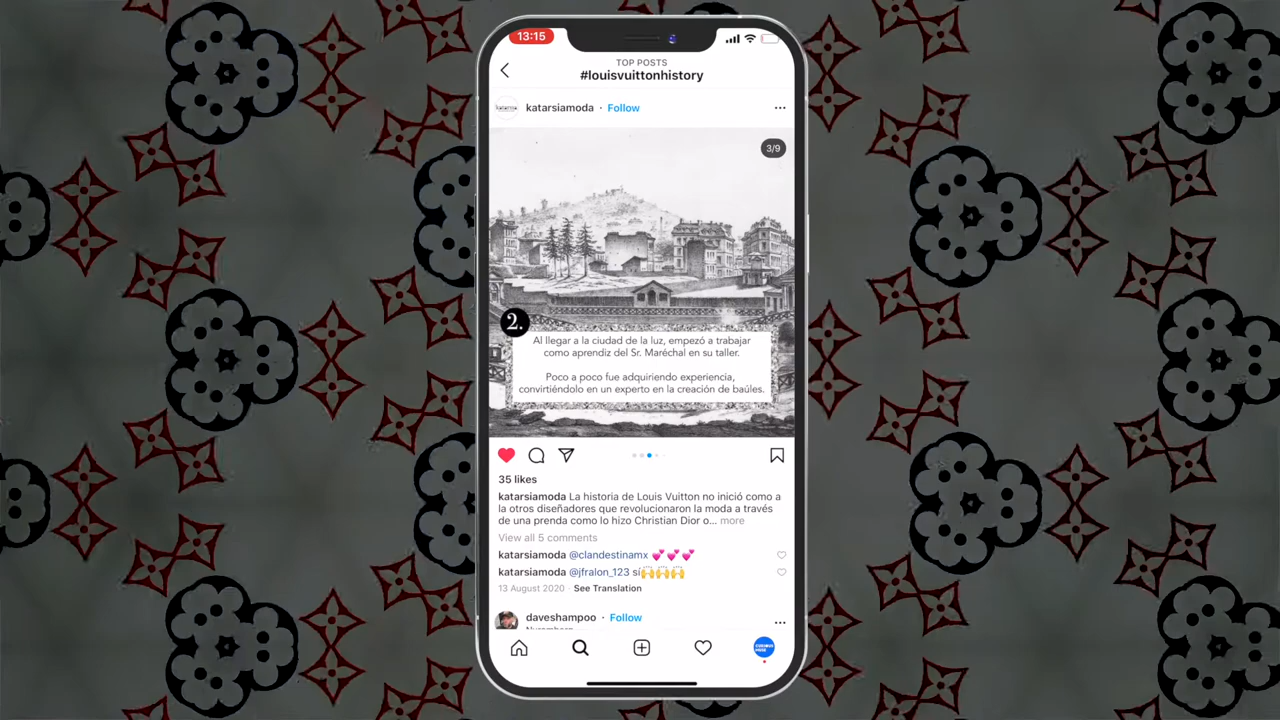 13:15
TOP POSTS
#louisvuittonhistory
katarsiamoda · Follow
3/9
2.
Al llegar a la ciudad de la luz, empezó a trabajar
como aprendiz del Sr. Maréchal en su taller.
Poco a poco fue adquiriendo experiencia,
convirtiéndolo en un experto en la creación de baúles.
35 likes
katarsiamoda La historia de Louis Vuitton no inició como a
la otros diseñadores que revolucionaron la moda a través
de una prenda como lo hizo Christian Dior o... more
View all 5 comments
katarsiamoda @clandestinamx 💕💕💕
katarsiamoda @jfralon_123 sí🙌🙌🙌
13 August 2020 · See Translation
daveshampoo · Follow